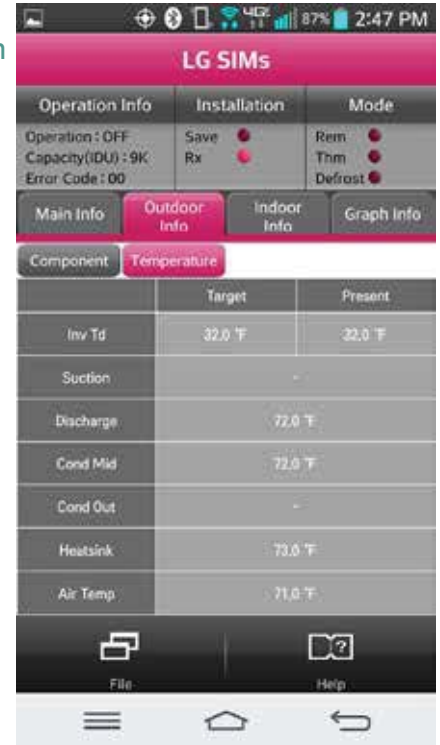 4G 87% 2:47 PM
LG SIMs
Operation Info Installation Mode
Operation : OFF Save Rem
Capacity(IDU) : 9K Rx Thm
Error Code : 00 Defrost
Main Info Outdoor Info Indoor Info Graph Info
Component Temperature
Target Present
Inv Td 32.0 °F 32.0 °F
Suction -
Discharge 72.0 °F
Cond Mid 72.0 °F
Cond Out -
Heatsink 73.0 °F
Air Temp 71.0 °F
File Help